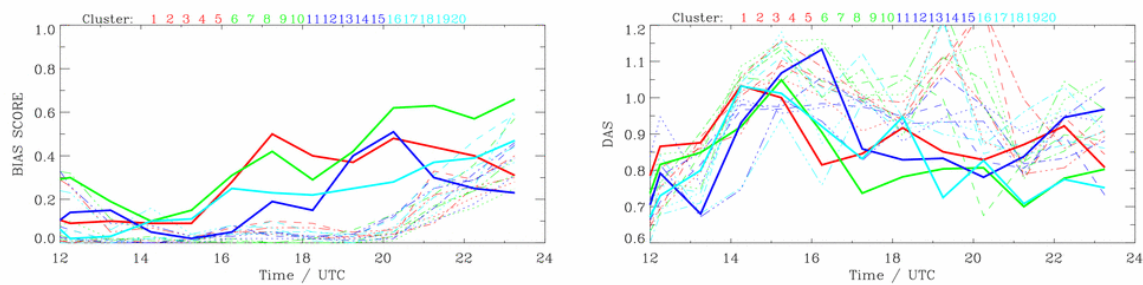 Cluster: 1 2 3 4 5 6 7 8 9 10 11 12 13 14 15 16 17 18 19 20
1.0
0.8
0.6
0.4
0.2
0.0
BIAS SCORE
12 14 16 18 20 22 24
Time / UTC
Cluster: 1 2 3 4 5 6 7 8 9 10 11 12 13 14 15 16 17 18 19 20
1.2
1.1
1.0
0.9
0.8
0.7
0.6
DAS
12 14 16 18 20 22 24
Time / UTC